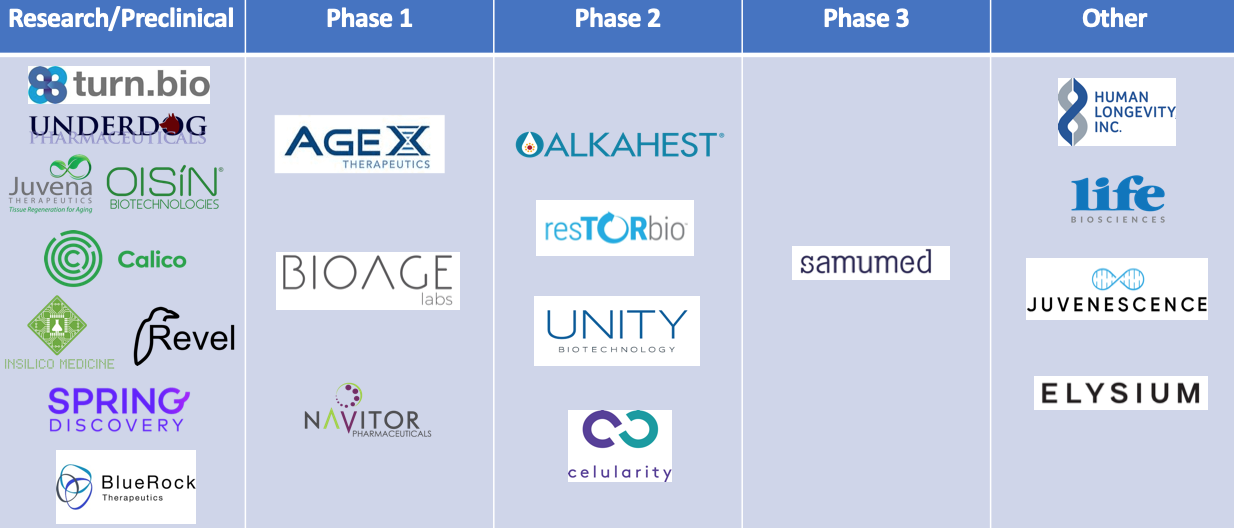 Research/Preclinical
Phase 1
Phase 2
Phase 3
Other
turn.bio
UNDERDOG
PHARMACEUTICALS
Juvena
THERAPEUTICS
Tissue Regeneration for Aging
OISÍN®
BIOTECHNOLOGIES
Calico
INSILICO MEDICINE
Revel
SPRING
DISCOVERY
BlueRock
Therapeutics
AGEX
THERAPEUTICS
BIOAGE
labs
NAVITOR
PHARMACEUTICALS
ALKAHEST®
resTORbio
UNITY
BIOTECHNOLOGY
celularity
samumed
HUMAN
LONGEVITY
INC.
life
BIOSCIENCES
JUVENESCENCE
ELYSIUM